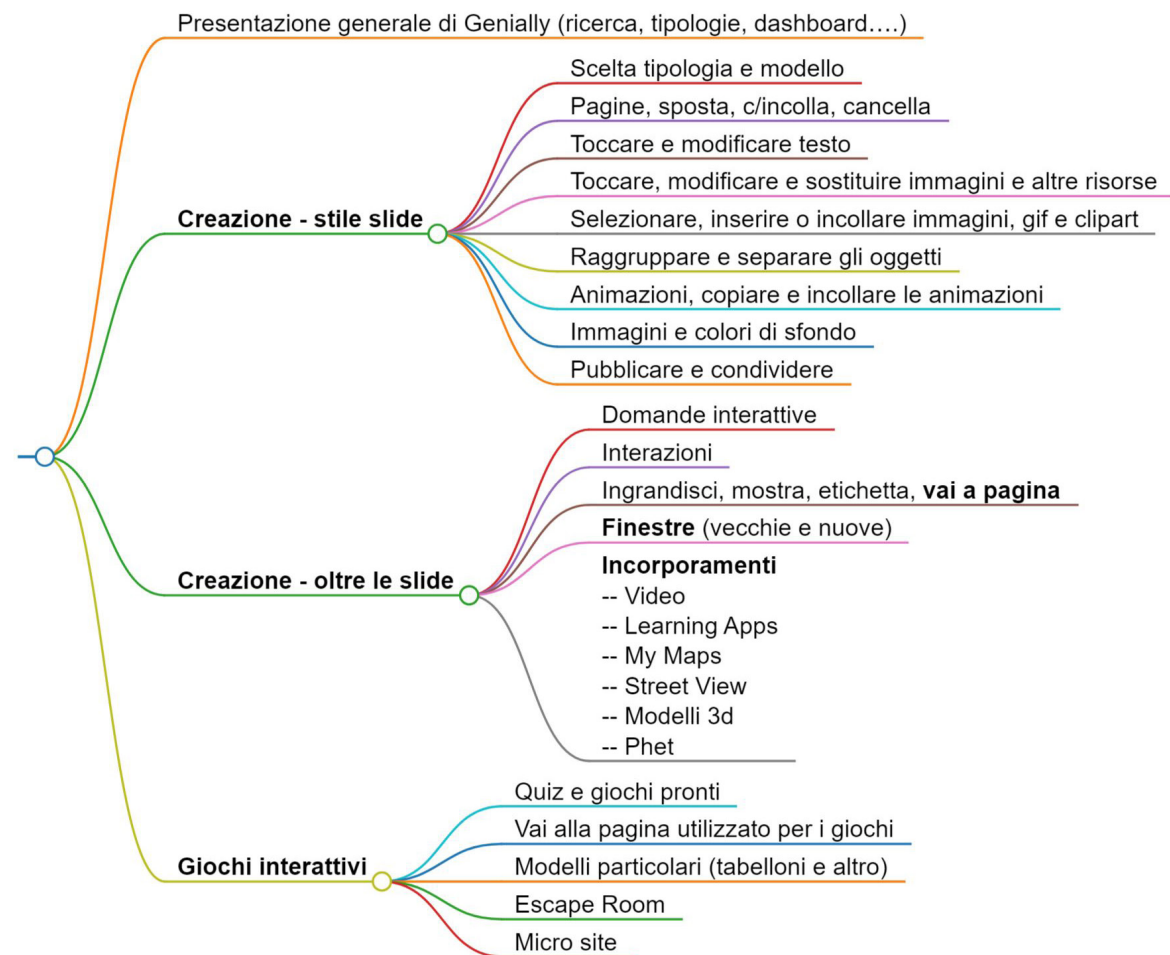 Presentazione generale di Genially (ricerca, tipologie, dashboard….)
Creazione - stile slide
Scelta tipologia e modello
Pagine, sposta, c/incolla, cancella
Toccare e modificare testo
Toccare, modificare e sostituire immagini e altre risorse
Selezionare, inserire o incollare immagini, gif e clipart
Raggruppare e separare gli oggetti
Animazioni, copiare e incollare le animazioni
Immagini e colori di sfondo
Pubblicare e condividere
Creazione - oltre le slide
Domande interattive
Interazioni
Ingrandisci, mostra, etichetta, vai a pagina
Finestre (vecchie e nuove)
Incorporamenti
-- Video
-- Learning Apps
-- My Maps
-- Street View
-- Modelli 3d
-- Phet
Giochi interattivi
Quiz e giochi pronti
Vai alla pagina utilizzato per i giochi
Modelli particolari (tabelloni e altro)
Escape Room
Micro site